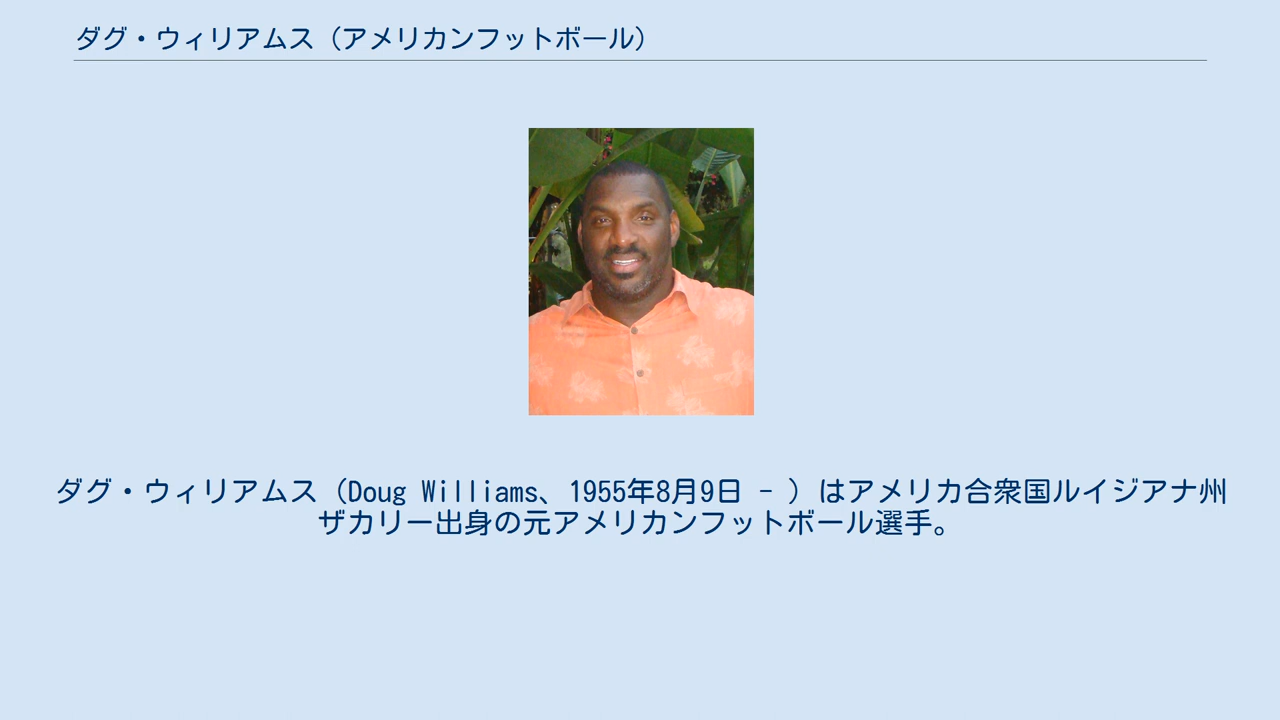 ダグ・ウィリアムス（アメリカンフットボール）
ダグ・ウィリアムス（Doug Williams、1955年8月9日 - ）はアメリカ合衆国ルイジアナ州
ザカリー出身の元アメリカンフットボール選手。